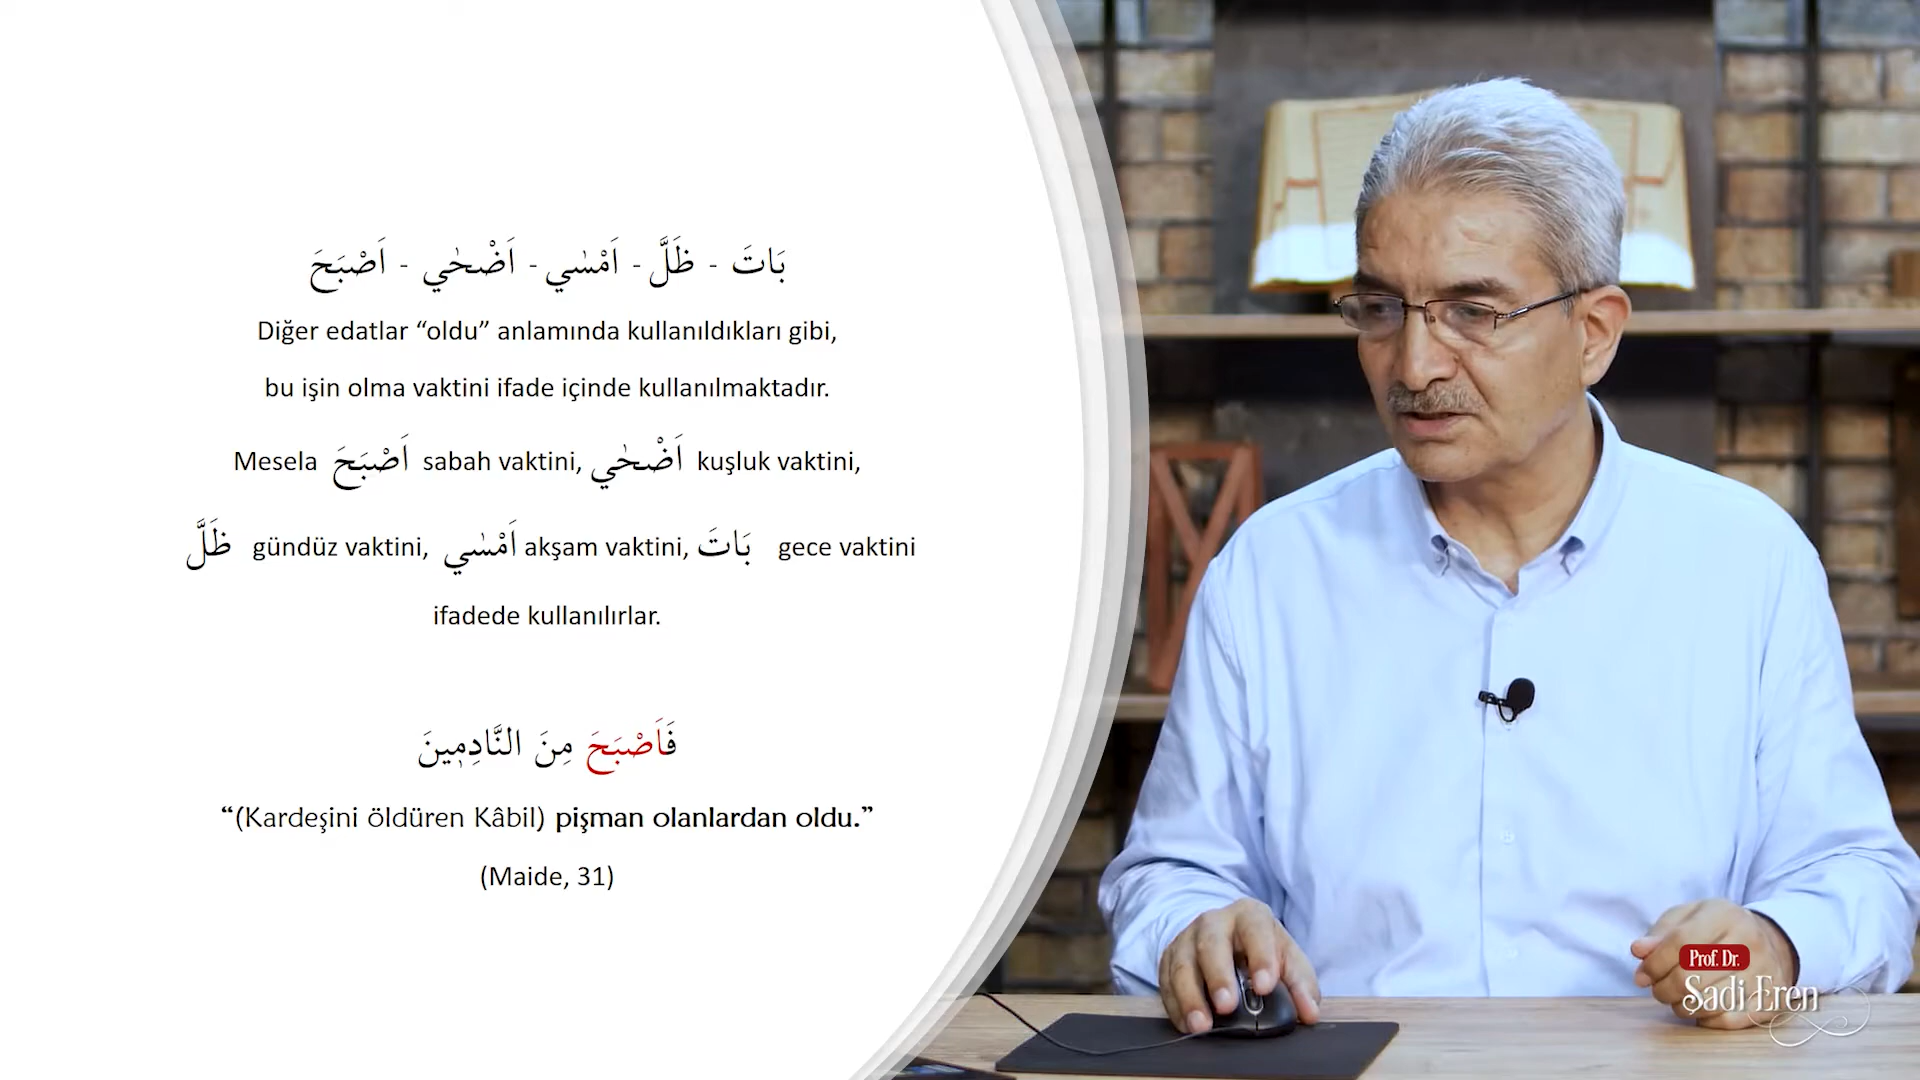 اَصْبَحَ - اَضْحٰي - اَمْسٰي - ظَلَّ - بَاتَ
Diğer edatlar “oldu” anlamında kullanıldıkları gibi,
bu işin olma vaktini ifade içinde kullanılmaktadır.
Mesela اَصْبَحَ sabah vaktini, اَضْحٰي kuşluk vaktini,
ظَلَّ gündüz vaktini, اَمْسٰي akşam vaktini, بَاتَ gece vaktini
ifadede kullanılırlar.
فَاَصْبَحَ مِنَ النَّادِم۪ينَ
“(Kardeşini öldüren Kâbil) pişman olanlardan oldu.”
(Maide, 31)
Prof. Dr.
Şadi Eren